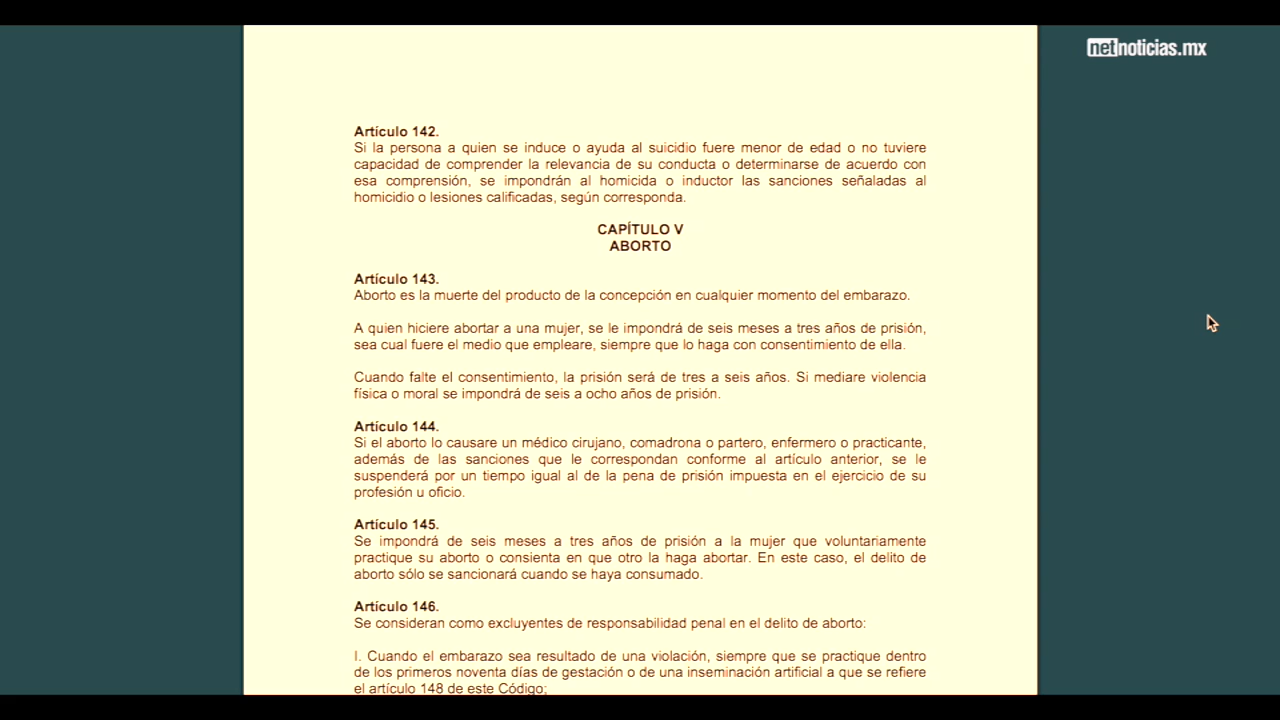 netnoticias.mx
Artículo 142.
Si la persona a quien se induce o ayuda al suicidio fuere menor de edad o no tuviere
capacidad de comprender la relevancia de su conducta o determinarse de acuerdo con
esa comprensión, se impondrán al homicida o inductor las sanciones señaladas al
homicidio o lesiones calificadas, según corresponda.
CAPÍTULO V
ABORTO
Artículo 143.
Aborto es la muerte del producto de la concepción en cualquier momento del embarazo.
A quien hiciere abortar a una mujer, se le impondrá de seis meses a tres años de prisión,
sea cual fuere el medio que empleare, siempre que lo haga con consentimiento de ella.
Cuando falte el consentimiento, la prisión será de tres a seis años. Si mediare violencia
física o moral se impondrá de seis a ocho años de prisión.
Artículo 144.
Si el aborto lo causare un médico cirujano, comadrona o partero, enfermero o practicante,
además de las sanciones que le correspondan conforme al artículo anterior, se le
suspenderá por un tiempo igual al de la pena de prisión impuesta en el ejercicio de su
profesión u oficio.
Artículo 145.
Se impondrá de seis meses a tres años de prisión a la mujer que voluntariamente
practique su aborto o consienta en que otro la haga abortar. En este caso, el delito de
aborto sólo se sancionará cuando se haya consumado.
Artículo 146.
Se consideran como excluyentes de responsabilidad penal en el delito de aborto:
I. Cuando el embarazo sea resultado de una violación, siempre que se practique dentro
de los primeros noventa días de gestación o de una inseminación artificial a que se refiere
el artículo 148 de este Código;